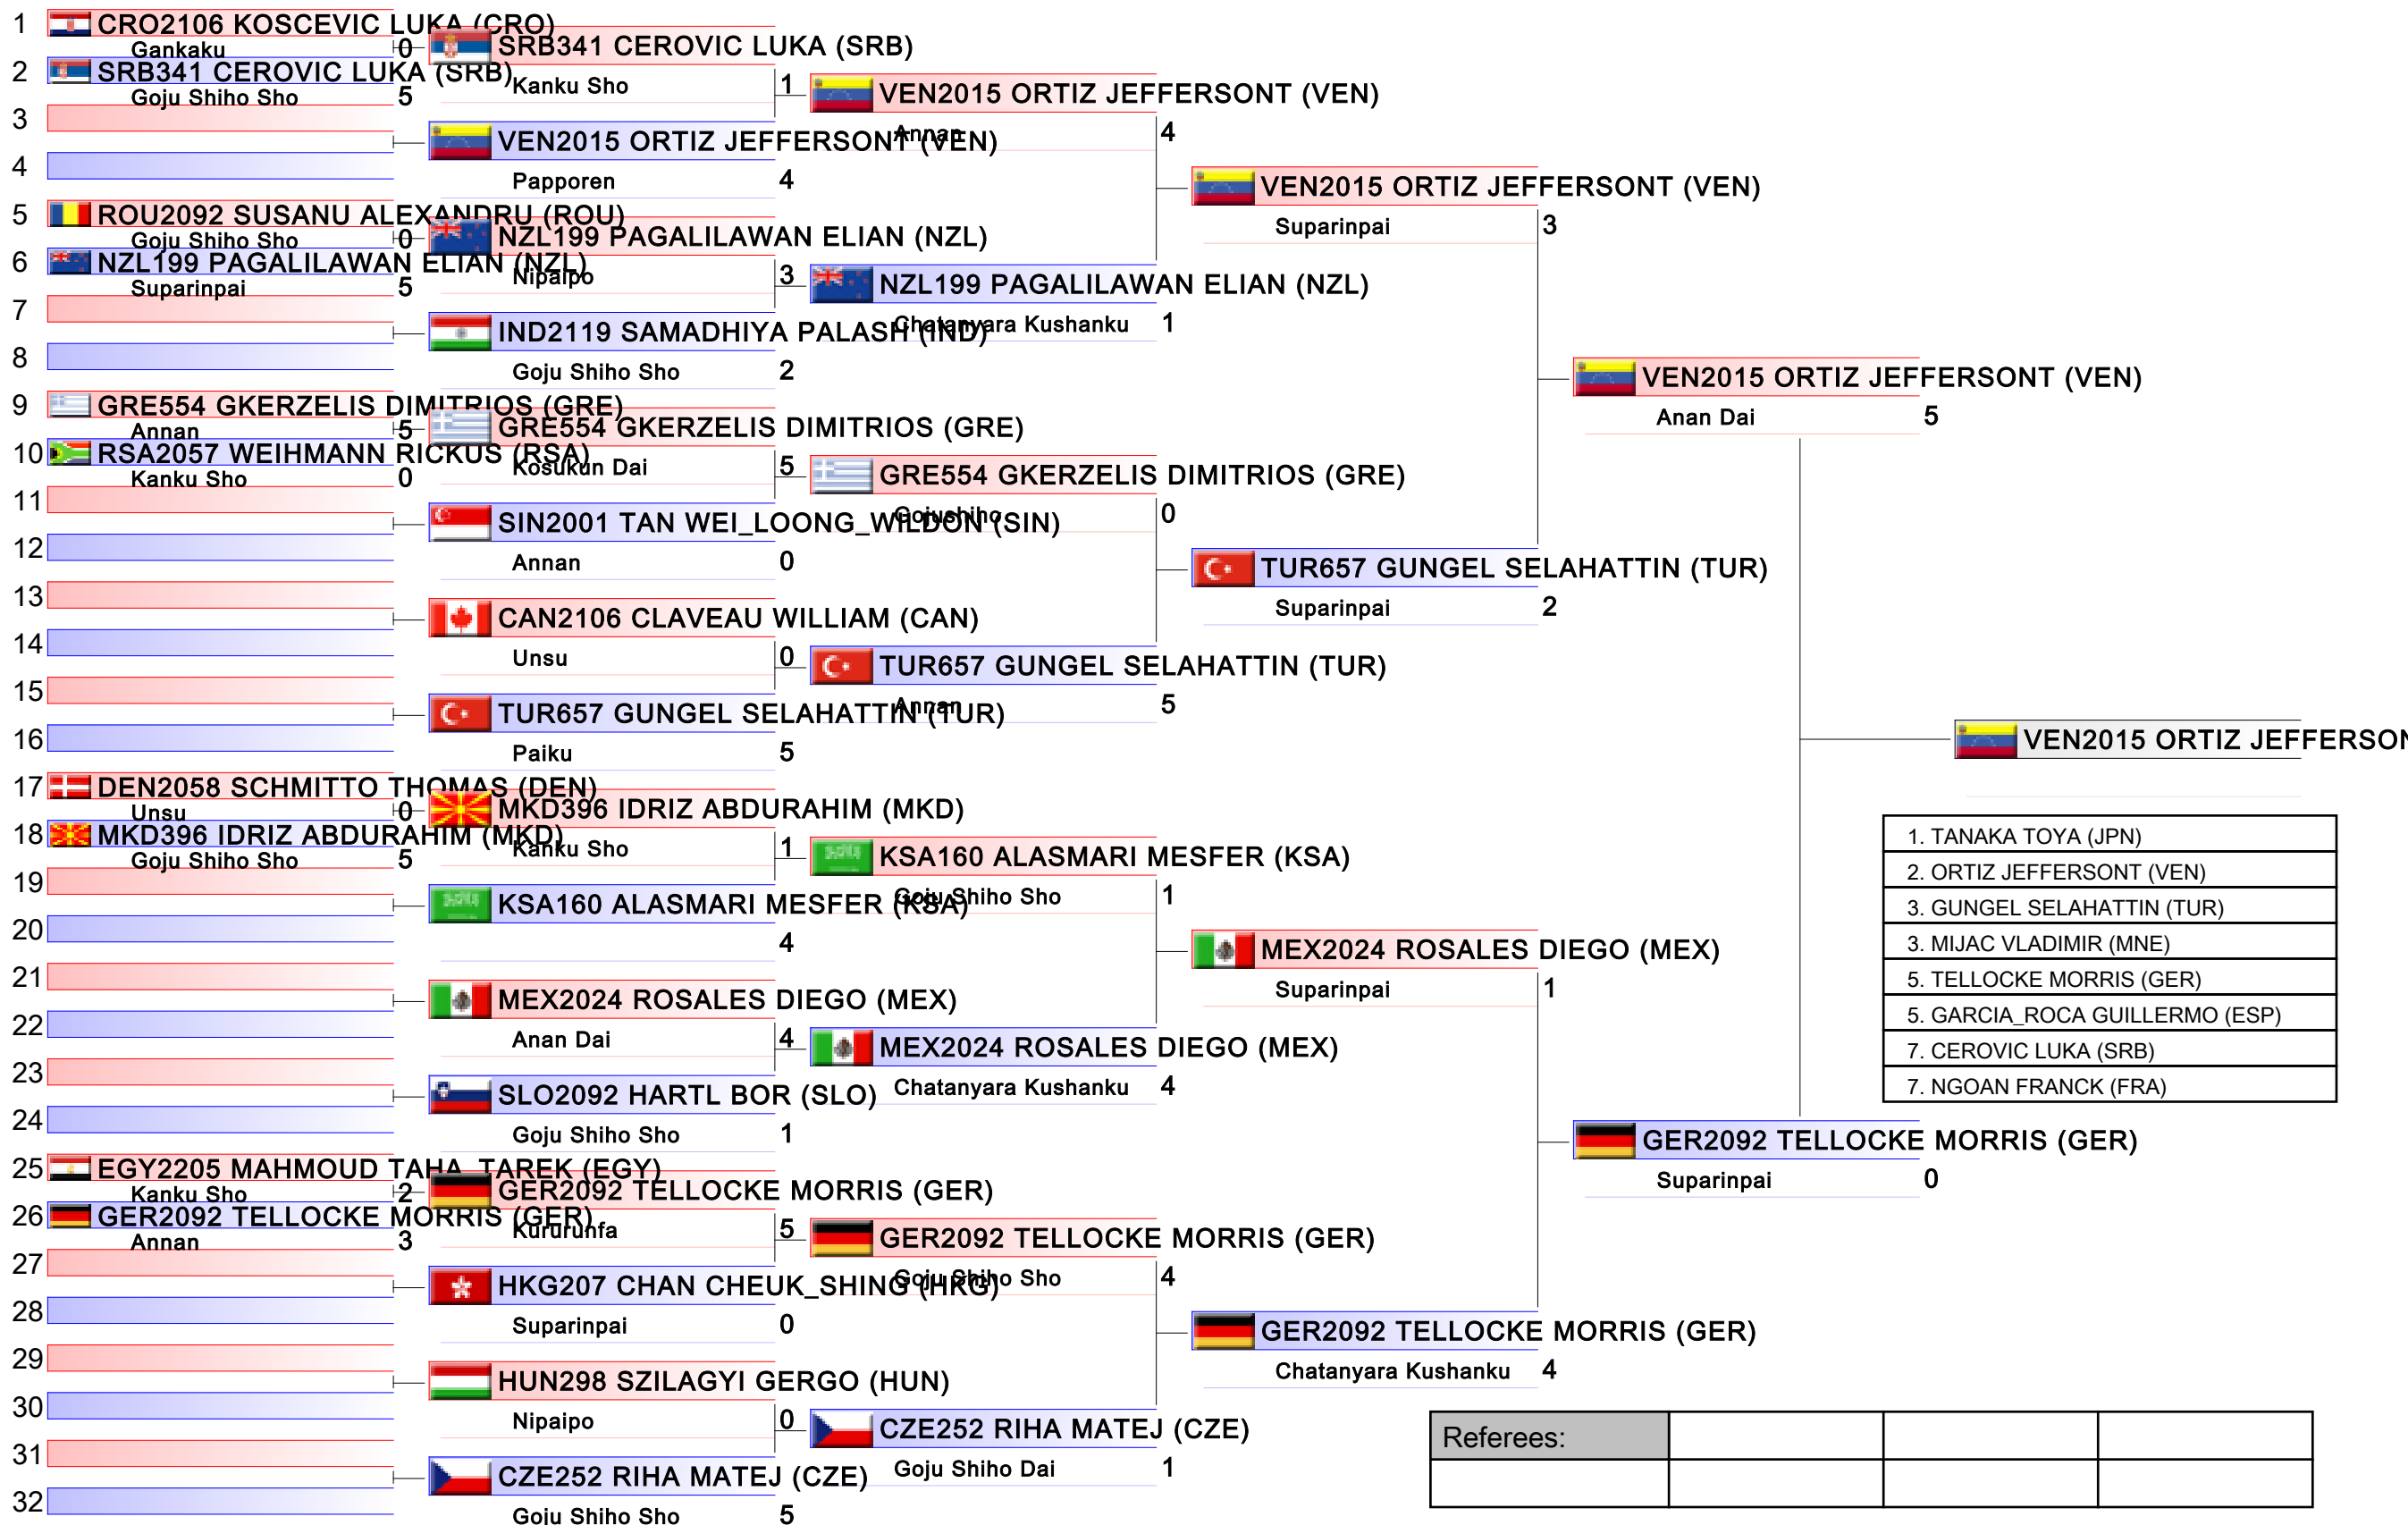 1 CRO2106 KOSCEVIC LUKA (CRO)
Gankaku 0
2 SRB341 CEROVIC LUKA (SRB)
Goju Shiho Sho 5
3
4
5 ROU2092 SUSANU ALEXANDRU (ROU)
Goju Shiho Sho 0
6 NZL199 PAGALILAWAN ELIAN (NZL)
Suparinpai 5
7
8
9 GRE554 GKERZELIS DIMITRIOS (GRE)
Annan 5
10 RSA2057 WEIHMANN RICKUS (RSA)
Kanku Sho 0
11
12
13
14
15
16
17 DEN2058 SCHMITTO THOMAS (DEN)
Unsu 0
18 MKD396 IDRIZ ABDURAHIM (MKD)
Goju Shiho Sho 5
19
20
21
22
23
24
25 EGY2205 MAHMOUD TAHA_TAREK (EGY)
Kanku Sho 2
26 GER2092 TELLOCKE MORRIS (GER)
Annan 3
27
28
29
30
31
32
SRB341 CEROVIC LUKA (SRB)
Kanku Sho 1
VEN2015 ORTIZ JEFFERSONT (VEN)
Papporen 4
NZL199 PAGALILAWAN ELIAN (NZL)
Nipaipo 3
IND2119 SAMADHIYA PALASH (IND)
Goju Shiho Sho 2
GRE554 GKERZELIS DIMITRIOS (GRE)
Kosukun Dai 5
SIN2001 TAN WEI_LOONG_WILDON (SIN)
Annan 0
CAN2106 CLAVEAU WILLIAM (CAN)
Unsu 0
TUR657 GUNGEL SELAHATTIN (TUR)
Paiku 5
MKD396 IDRIZ ABDURAHIM (MKD)
Kanku Sho 1
KSA160 ALASMARI MESFER (KSA)
4
MEX2024 ROSALES DIEGO (MEX)
Anan Dai 4
SLO2092 HARTL BOR (SLO)
Goju Shiho Sho 1
GER2092 TELLOCKE MORRIS (GER)
Kururunfa 5
HKG207 CHAN CHEUK_SHING (HKG)
Suparinpai 0
HUN298 SZILAGYI GERGO (HUN)
Nipaipo 0
CZE252 RIHA MATEJ (CZE)
Goju Shiho Sho 5
VEN2015 ORTIZ JEFFERSONT (VEN)
Annan 4
NZL199 PAGALILAWAN ELIAN (NZL)
Chatanyara Kushanku 1
GRE554 GKERZELIS DIMITRIOS (GRE)
Gojushiho 0
TUR657 GUNGEL SELAHATTIN (TUR)
Annan 5
KSA160 ALASMARI MESFER (KSA)
Goju Shiho Sho 1
MEX2024 ROSALES DIEGO (MEX)
Chatanyara Kushanku 4
GER2092 TELLOCKE MORRIS (GER)
Goju Shiho Sho 4
CZE252 RIHA MATEJ (CZE)
Goju Shiho Dai 1
VEN2015 ORTIZ JEFFERSONT (VEN)
Suparinpai 3
TUR657 GUNGEL SELAHATTIN (TUR)
Suparinpai 2
MEX2024 ROSALES DIEGO (MEX)
Suparinpai 1
GER2092 TELLOCKE MORRIS (GER)
Chatanyara Kushanku 4
VEN2015 ORTIZ JEFFERSONT (VEN)
Anan Dai 5
GER2092 TELLOCKE MORRIS (GER)
Suparinpai 0
VEN2015 ORTIZ JEFFERSON
1. TANAKA TOYA (JPN)
2. ORTIZ JEFFERSONT (VEN)
3. GUNGEL SELAHATTIN (TUR)
3. MIJAC VLADIMIR (MNE)
5. TELLOCKE MORRIS (GER)
5. GARCIA_ROCA GUILLERMO (ESP)
7. CEROVIC LUKA (SRB)
7. NGOAN FRANCK (FRA)
Referees: